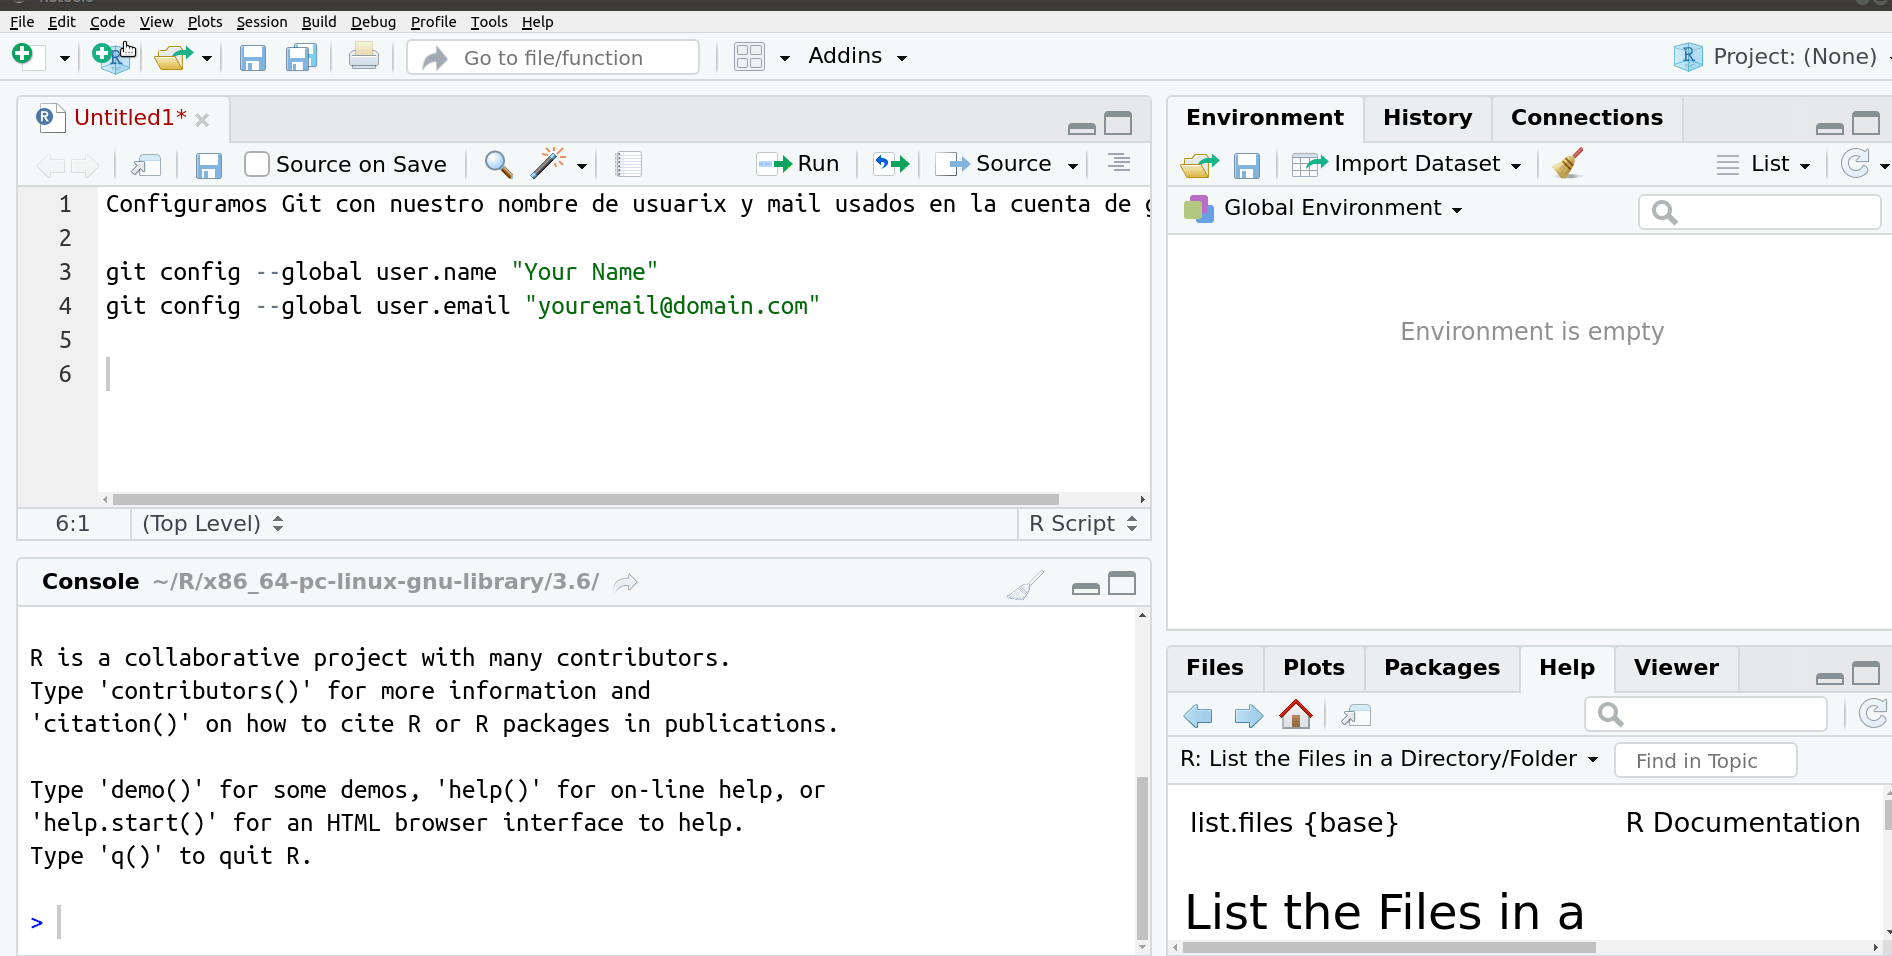 File Edit Code View Plots Session Build Debug Profile Tools Help
Go to file/function Addins Project: (None)
Untitled1*
Source on Save Run Source
1 Configuramos Git con nuestro nombre de usuarix y mail usados en la cuenta de
2
3 git config --global user.name "Your Name"
4 git config --global user.email "youremail@domain.com"
5
6
6:1 (Top Level) R Script
Console ~/R/x86_64-pc-linux-gnu-library/3.6/
R is a collaborative project with many contributors.
Type 'contributors()' for more information and
'citation()' on how to cite R or R packages in publications.
Type 'demo()' for some demos, 'help()' for on-line help, or
'help.start()' for an HTML browser interface to help.
Type 'q()' to quit R.
>
Environment History Connections
Import Dataset List
Global Environment
Environment is empty
Files Plots Packages Help Viewer
R: List the Files in a Directory/Folder Find in Topic
list.files {base} R Documentation
List the Files in a